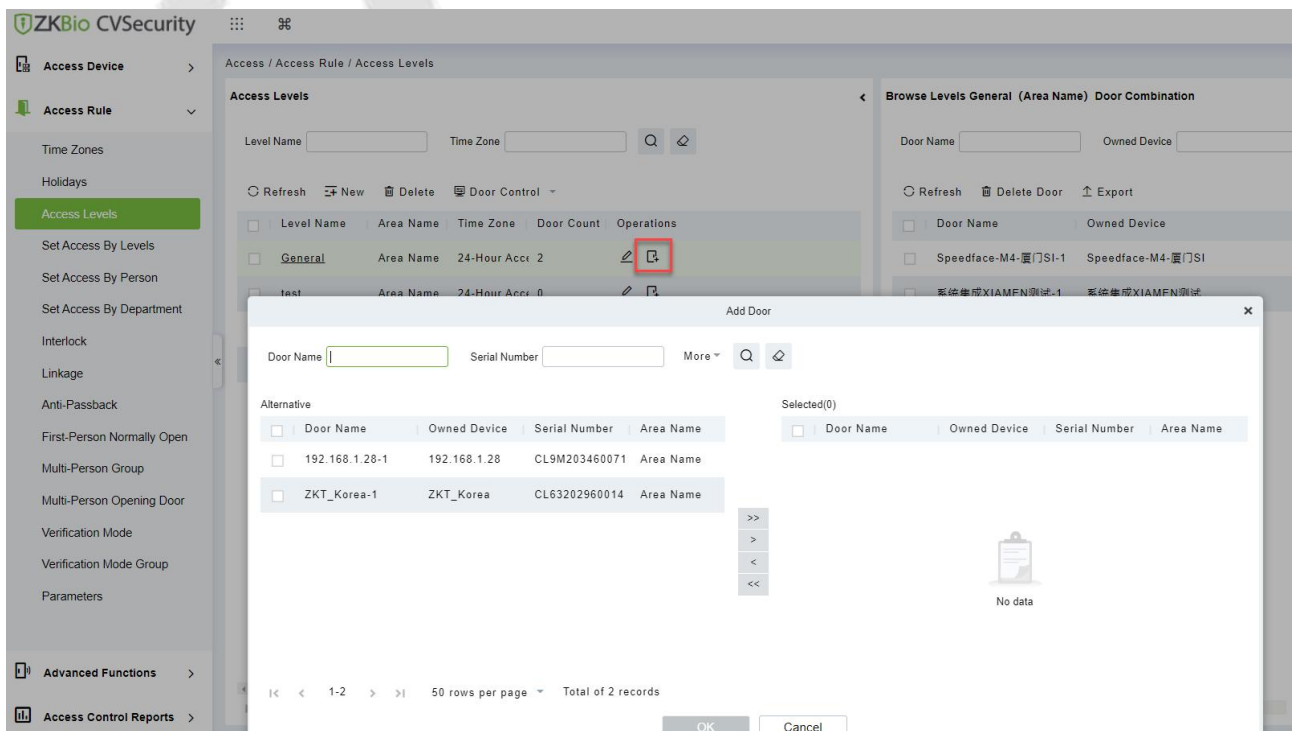 ZKBio CVSecurity
Access Device
Access Rule
Time Zones
Holidays
Access Levels
Set Access By Levels
Set Access By Person
Set Access By Department
Interlock
Linkage
Anti-Passback
First-Person Normally Open
Multi-Person Group
Multi-Person Opening Door
Verification Mode
Verification Mode Group
Parameters
Advanced Functions
Access Control Reports
Access / Access Rule / Access Levels
Access Levels
Level Name Time Zone
Refresh New Delete Door Control
Level Name Area Name Time Zone Door Count Operations
General Area Name 24-Hour Acce 2
test Area Name 24-Hour Acce 0
Browse Levels General (Area Name) Door Combination
Door Name Owned Device
Refresh Delete Door Export
Door Name Owned Device
Speedface-M4-厦门SI-1 Speedface-M4-厦门SI
系统集成XIAMEN测试-1 系统集成XIAMEN测试
Add Door
Door Name Serial Number More
Alternative
Door Name Owned Device Serial Number Area Name
192.168.1.28-1 192.168.1.28 CL9M203460071 Area Name
ZKT_Korea-1 ZKT_Korea CL63202960014 Area Name
>>
>
<
<<
Selected(0)
Door Name Owned Device Serial Number Area Name
No data
|< < 1-2 > >| 50 rows per page Total of 2 records
OK Cancel